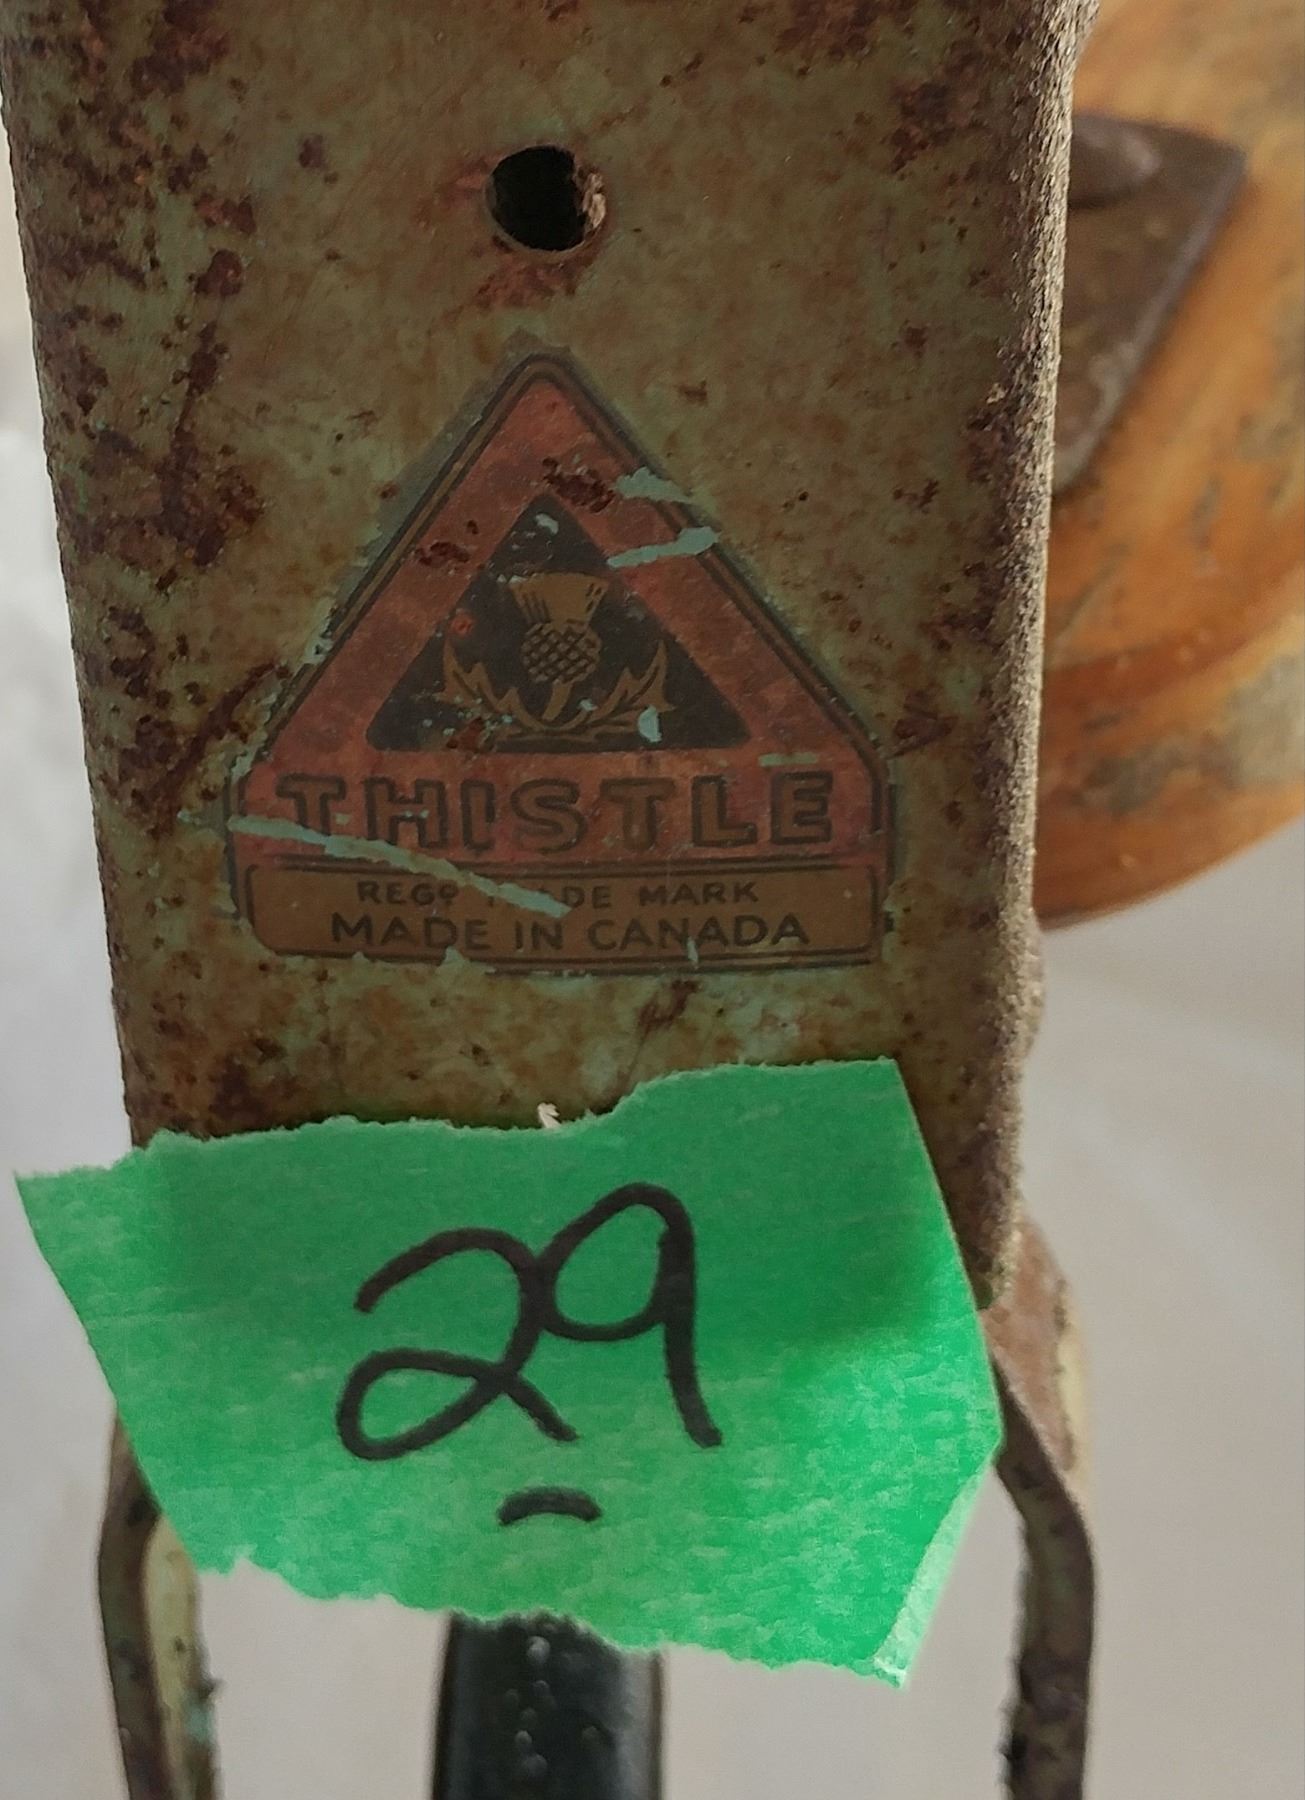 THISTLE
REGD TRADE MARK
MADE IN CANADA
29